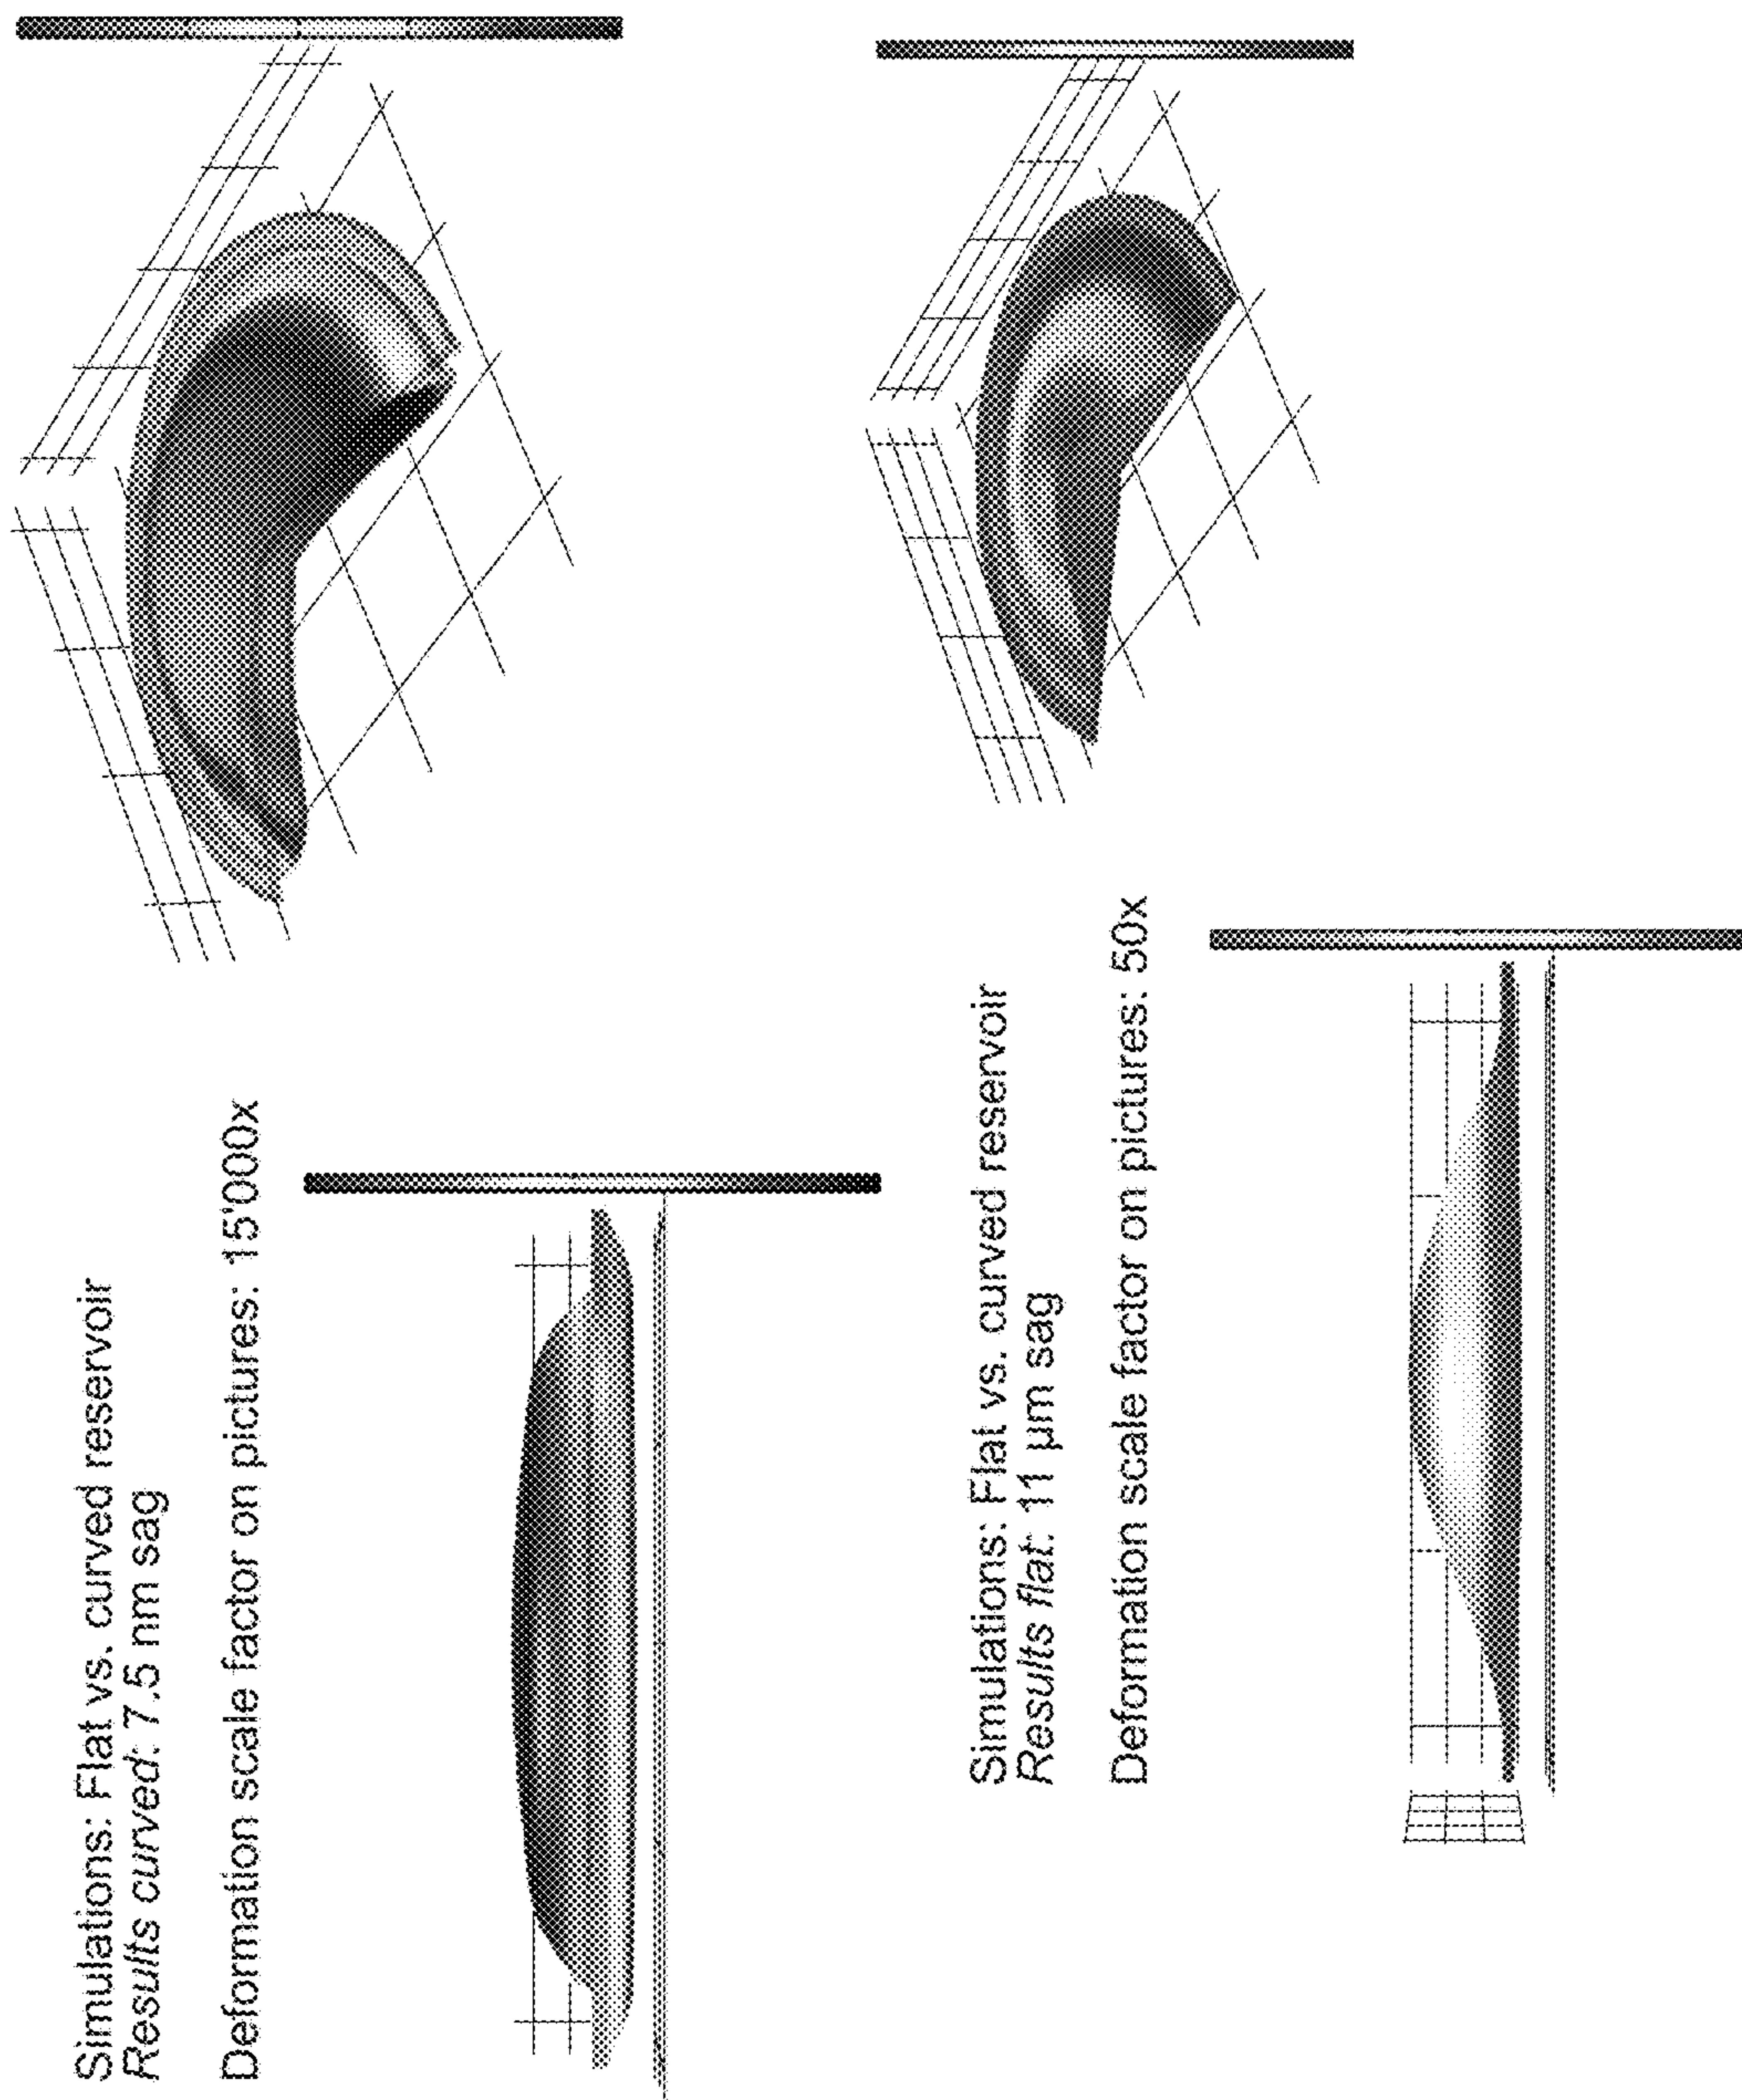 Simulations: Flat vs. curved reservoir
Results curved: 7.5 nm sag
Deformation scale factor on pictures: 15'000x
Simulations: Flat vs. curved reservoir
Results flat: 11 µm sag
Deformation scale factor on pictures: 50x